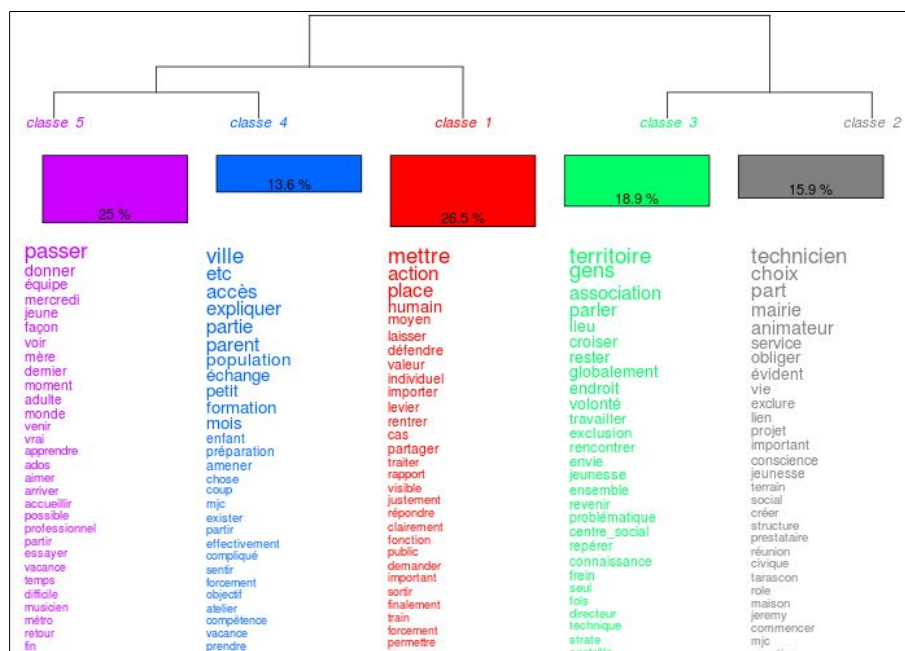 classe 5
classe 4
classe 1
classe 3
classe 2
25 %
13.6 %
26.5 %
18.9 %
15.9 %
passer
donner
équipe
mercredi
jeune
façon
voir
mère
dernier
moment
adulte
monde
venir
vrai
apprendre
ados
aimer
arriver
accueillir
possible
professionnel
partir
essayer
vacance
temps
difficile
musicien
métro
retour
fin
ville
etc
accès
expliquer
partie
parent
population
échange
petit
formation
mois
enfant
préparation
amener
chose
coup
mjc
exister
partir
effectivement
compliqué
sentir
forcement
objectif
atelier
compétence
vacance
prendre
mettre
action
place
humain
moyen
laisser
défendre
valeur
individuel
importer
levier
rentrer
cas
partager
traiter
rapport
visible
justement
répondre
clairement
fonction
public
demander
important
sortir
finalement
train
forcement
permettre
territoire
gens
association
parler
lieu
croiser
rester
globalement
endroit
volonté
travailler
exclusion
rencontrer
envie
jeunesse
ensemble
revenir
problématique
centre_social
repérer
connaissance
frein
seul
fois
directeur
technique
strate
technicien
choix
part
mairie
animateur
service
obliger
évident
vie
exclure
lien
projet
important
conscience
jeunesse
terrain
social
créer
structure
prestataire
réunion
civique
tarascon
role
maison
jeremy
commencer
mjc